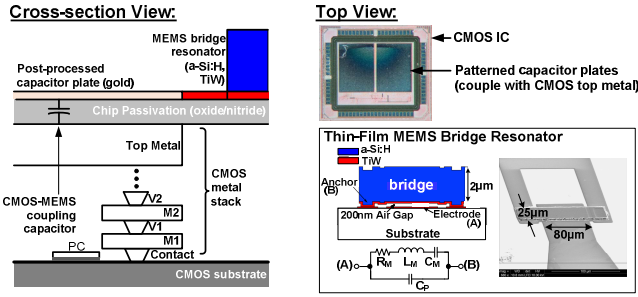 Cross-section View:
MEMS bridge
resonator
(a-Si:H,
TiW)
Post-processed
capacitor plate (gold)
Chip Passivation (oxide/nitride)
Top Metal
CMOS
metal
stack
CMOS-MEMS
coupling
capacitor
V2
M2
V1
M1
PC
Contact
CMOS substrate
Top View:
CMOS IC
Patterned capacitor plates
(couple with CMOS top metal)
Thin-Film MEMS Bridge Resonator
a-Si:H
TiW
Anchor
(B)
bridge
2µm
200nm Air Gap
Electrode
(A)
Substrate
(A)
RM
LM
CM
(B)
CP
25µm
80µm